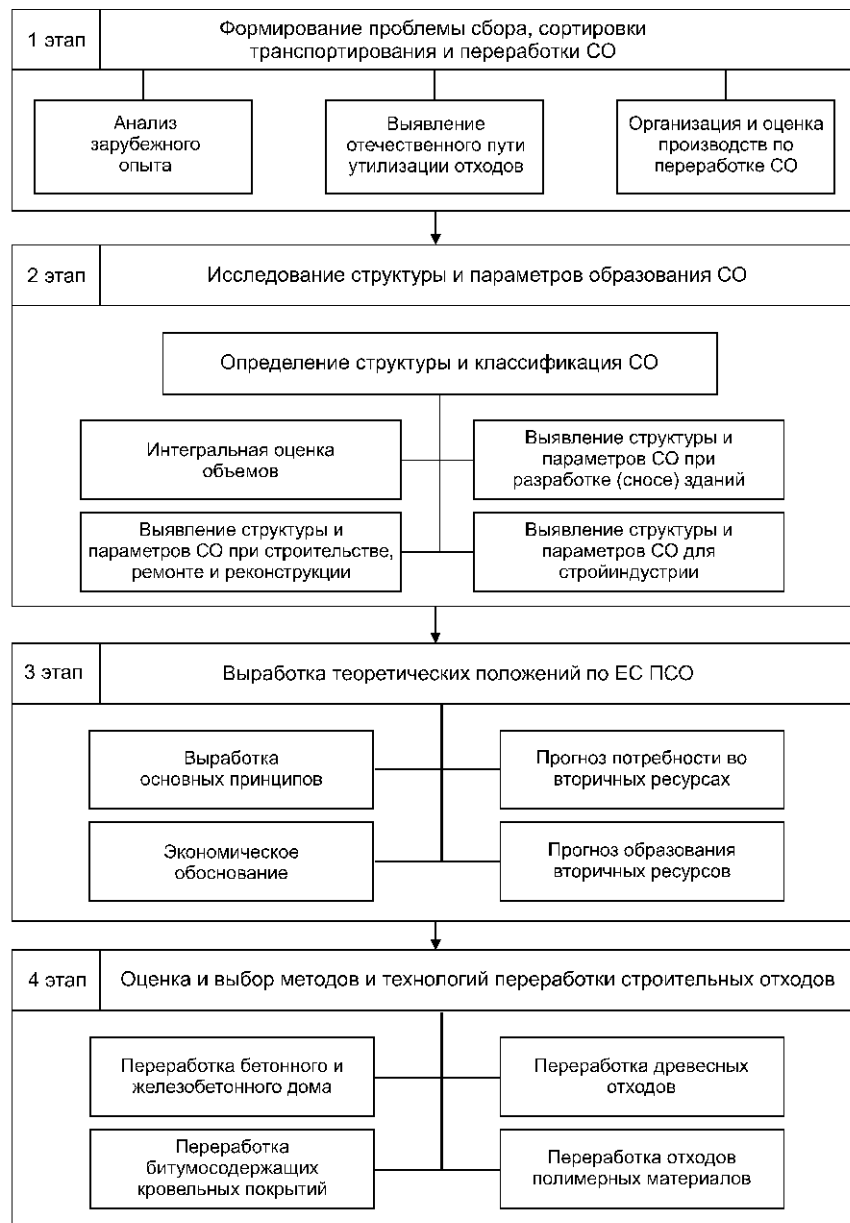 1 этап
Формирование проблемы сбора, сортировки
транспортирования и переработки СО
Анализ
зарубежного
опыта
Выявление
отечественного пути
утилизации отходов
Организация и оценка
производств по
переработке СО
2 этап
Исследование структуры и параметров образования СО
Определение структуры и классификация СО
Интегральная оценка
объемов
Выявление структуры и
параметров СО при
разработке (сносе) зданий
Выявление структуры и
параметров СО при строительстве,
ремонте и реконструкции
Выявление структуры и
параметров СО для
стройиндустрии
3 этап
Выработка теоретических положений по ЕС ПСО
Выработка
основных принципов
Прогноз потребности во
вторичных ресурсах
Экономическое
обоснование
Прогноз образования
вторичных ресурсов
4 этап
Оценка и выбор методов и технологий переработки строительных отходов
Переработка бетонного и
железобетонного дома
Переработка древесных
отходов
Переработка
битумосодержащих
кровельных покрытий
Переработка отходов
полимерных материалов